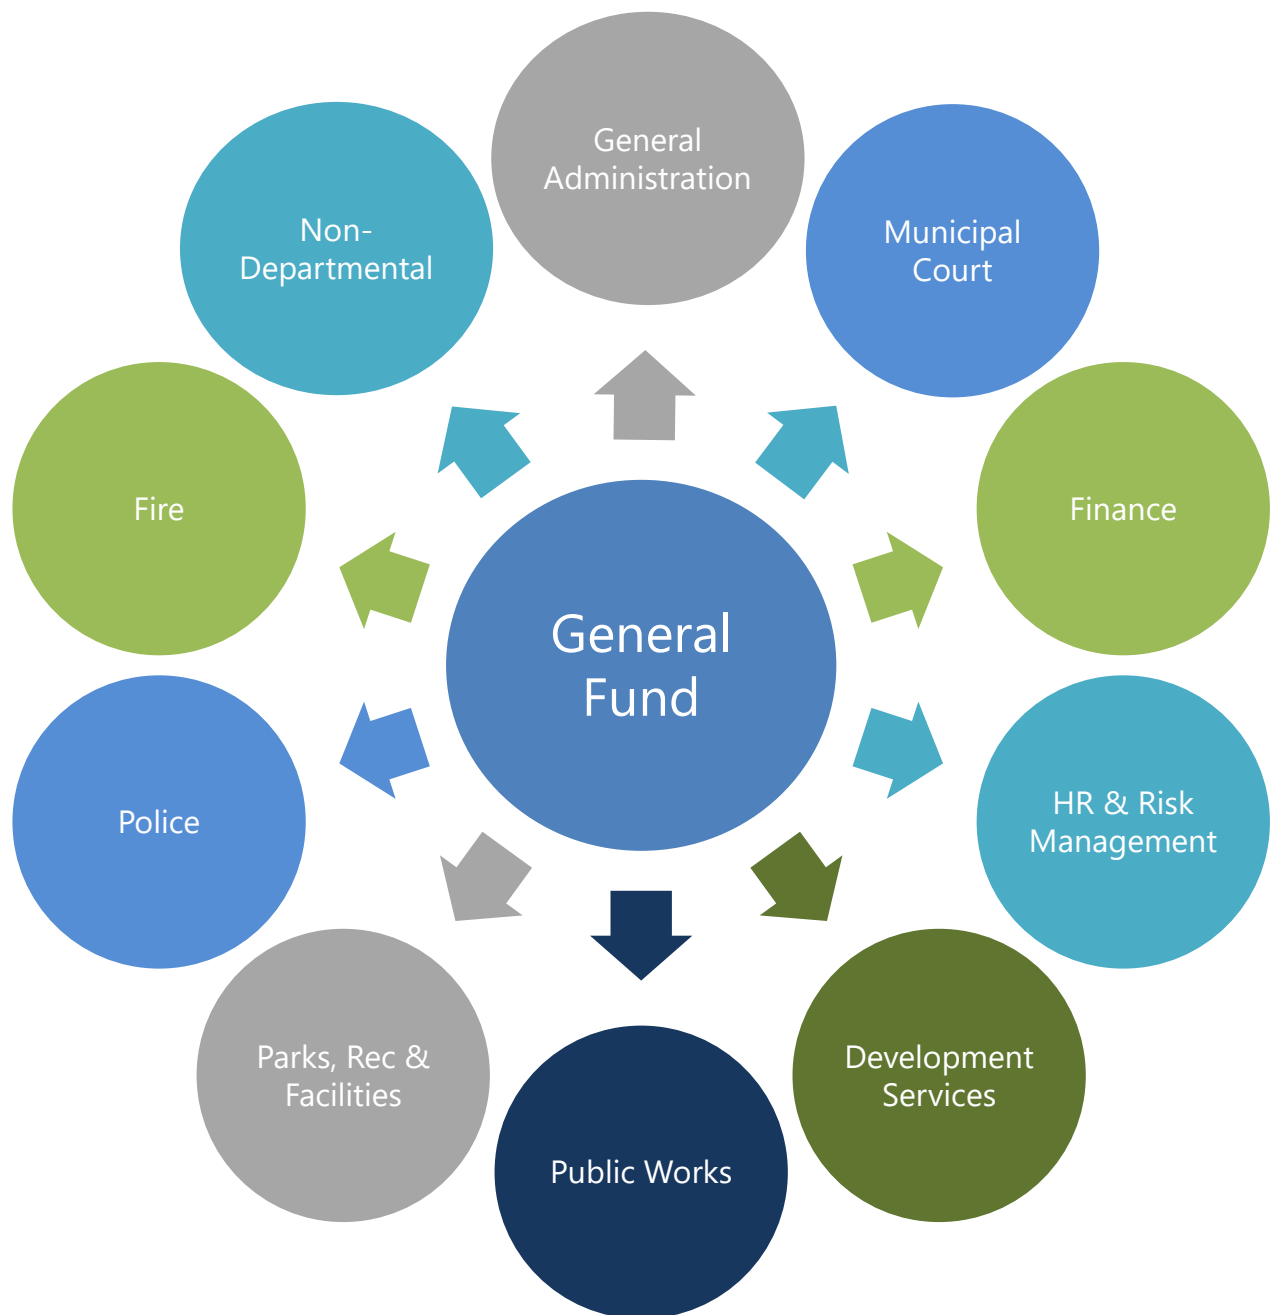 General
Administration
Municipal
Court
Finance
HR & Risk
Management
Development
Services
Public Works
Parks, Rec &
Facilities
Police
Fire
Non-
Departmental
General
Fund